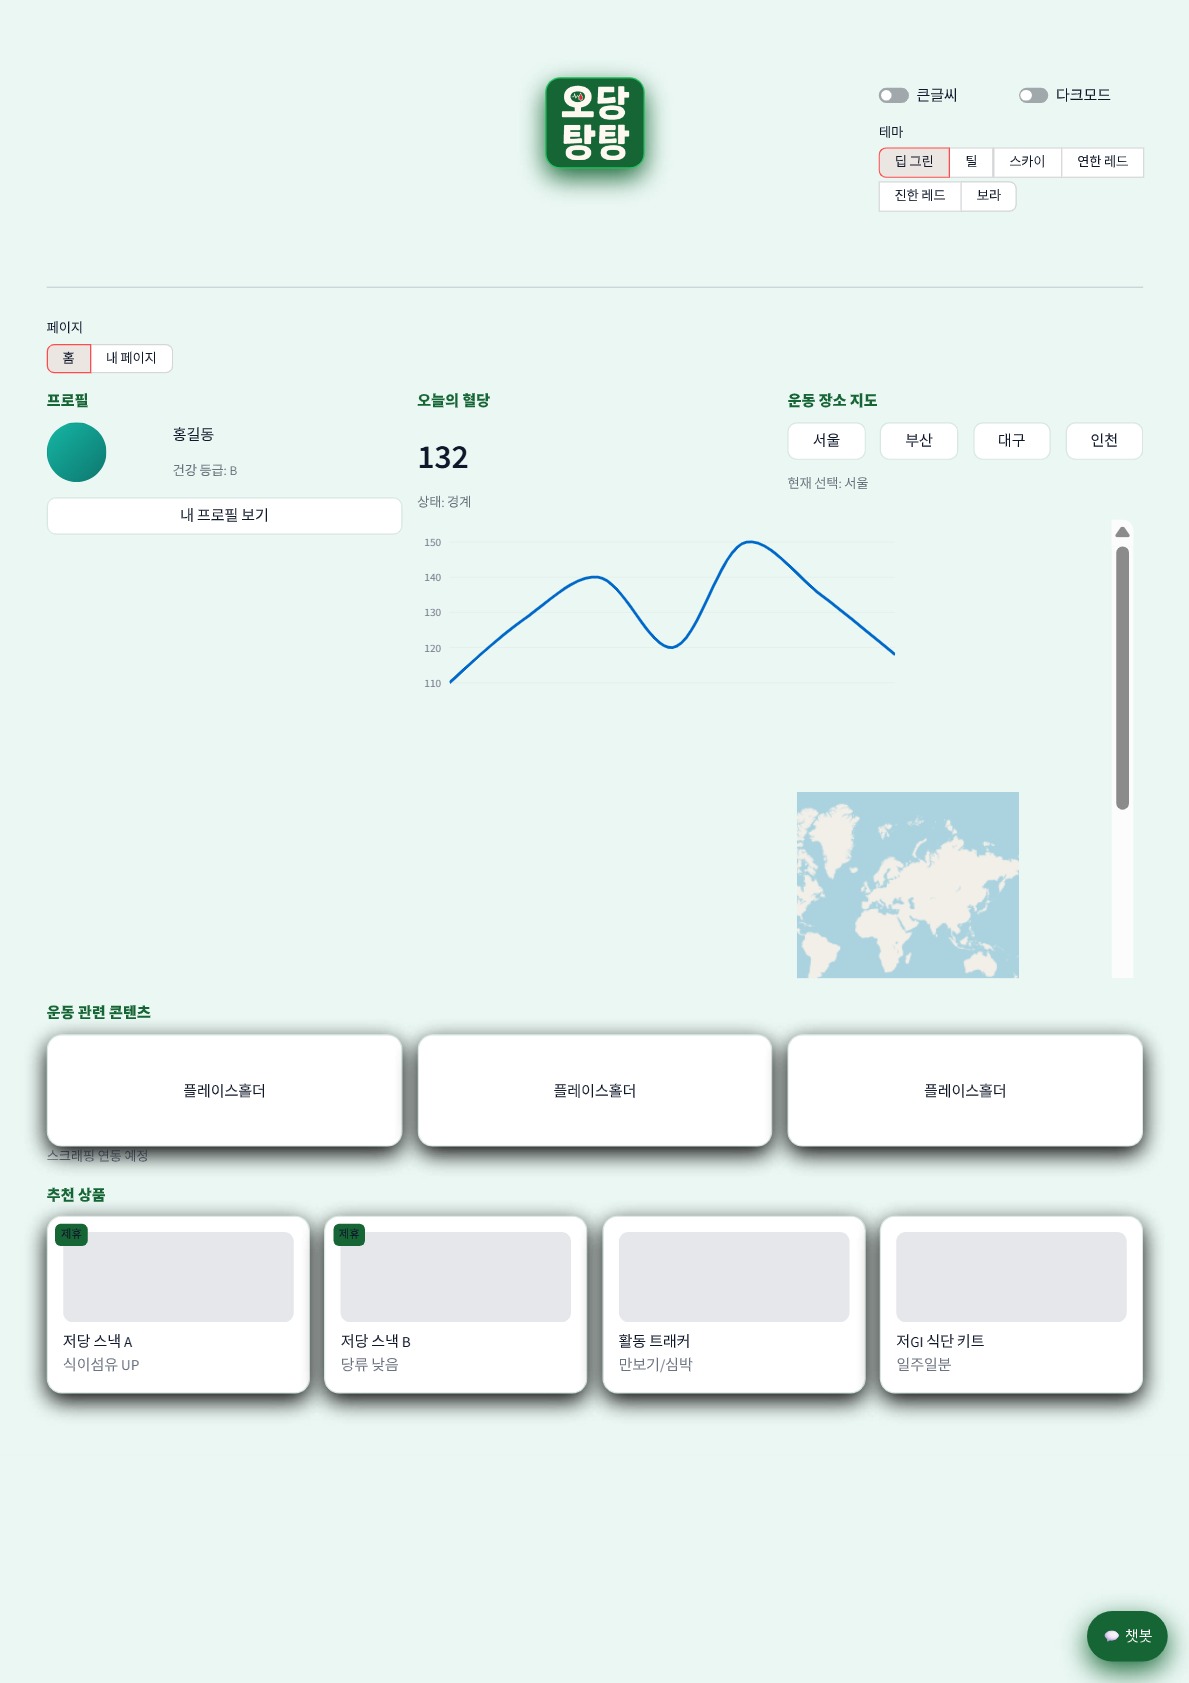 오당
탕탕
큰글씨
다크모드
테마
딥 그린
틸
스카이
연한 레드
진한 레드
보라
페이지
홈
내 페이지
프로필
홍길동
건강 등급: B
내 프로필 보기
오늘의 혈당
132
상태: 경계
150
140
130
120
110
운동 장소 지도
서울
부산
대구
인천
현재 선택: 서울
운동 관련 콘텐츠
플레이스홀더
플레이스홀더
플레이스홀더
스크래핑 연동 예정
추천 상품
제휴
저당 스낵 A
식이섬유 UP
제휴
저당 스낵 B
당류 낮음
활동 트래커
만보기/심박
저GI 식단 키트
일주일분
챗봇